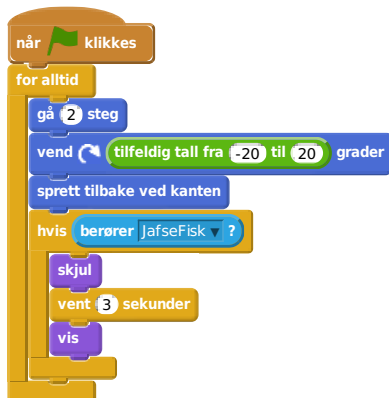 når klikkes
for alltid
gå 2 steg
vend tilfeldig tall fra -20 til 20 grader
sprett tilbake ved kanten
hvis berører JafseFisk ?
skjul
vent 3 sekunder
vis